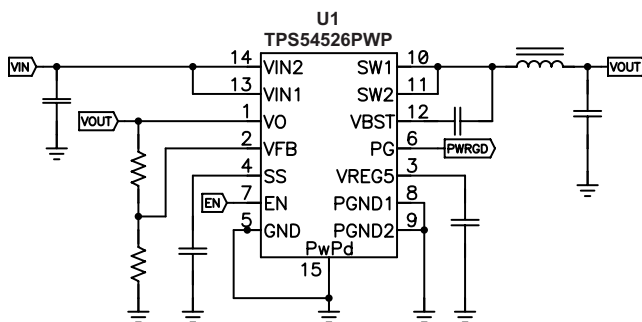 U1
TPS54526PWP
VIN
14 VIN2 SW1 10
13 VIN1 SW2 11
VOUT
VOUT
1 VO VBST 12
2 VFB PG 6
PWRGD
4 SS VREG5 3
EN
7 EN PGND1 8
5 GND PGND2 9
PwPd
15